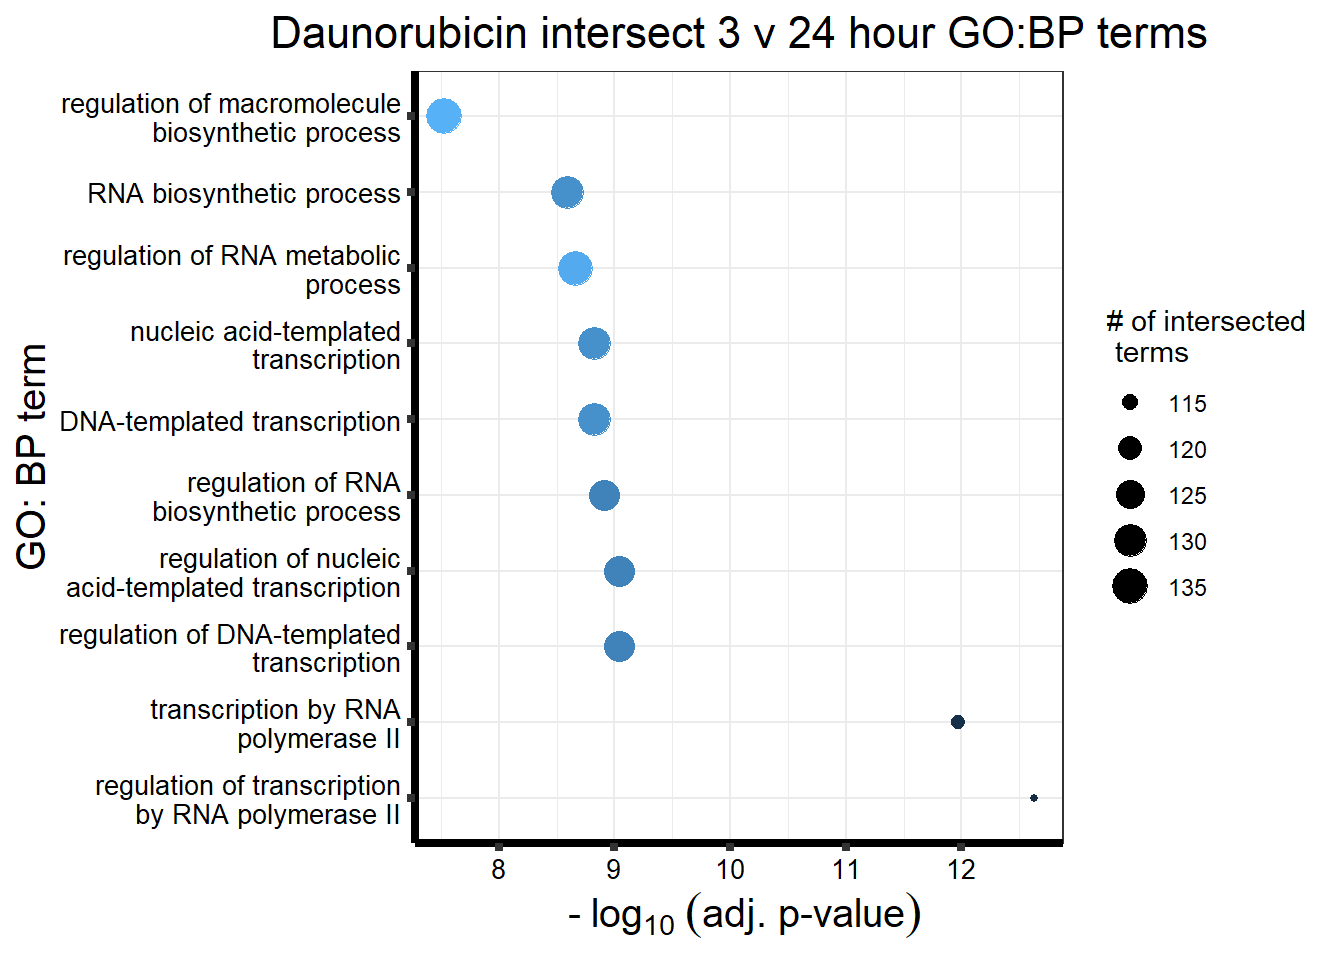 Daunorubicin intersect 3 v 24 hour GO:BP terms
GO: BP term
regulation of macromolecule
biosynthetic process
RNA biosynthetic process
regulation of RNA metabolic
process
nucleic acid-templated
transcription
DNA-templated transcription
regulation of RNA
biosynthetic process
regulation of nucleic
acid-templated transcription
regulation of DNA-templated
transcription
transcription by RNA
polymerase II
regulation of transcription
by RNA polymerase II
8 9 10 11 12
- log10 (adj. p-value)
# of intersected
terms
115
120
125
130
135